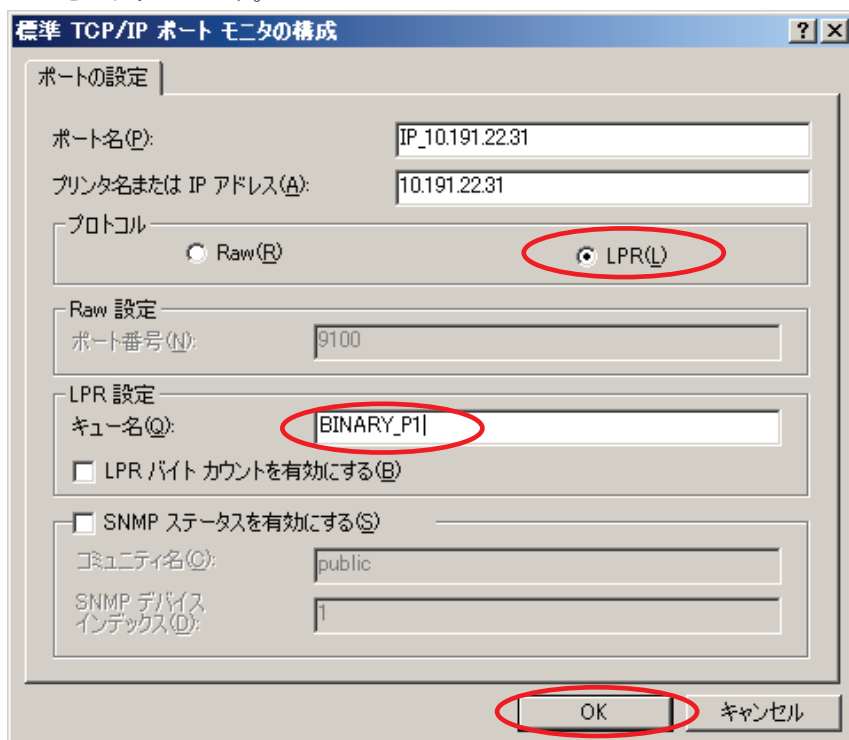 標準 TCP/IP ポート モニタの構成
ポートの設定
ポート名(P): IP_10.191.22.31
プリンタ名または IP アドレス(A): 10.191.22.31
プロトコル
Raw(R) LPR(L)
Raw 設定
ポート番号(N): 9100
LPR 設定
キュー名(Q): BINARY_P1
LPR バイト カウントを有効にする(B)
SNMP ステータスを有効にする(S)
コミュニティ名(C): public
SNMP デバイス
インデックス(D): 1
OK キャンセル